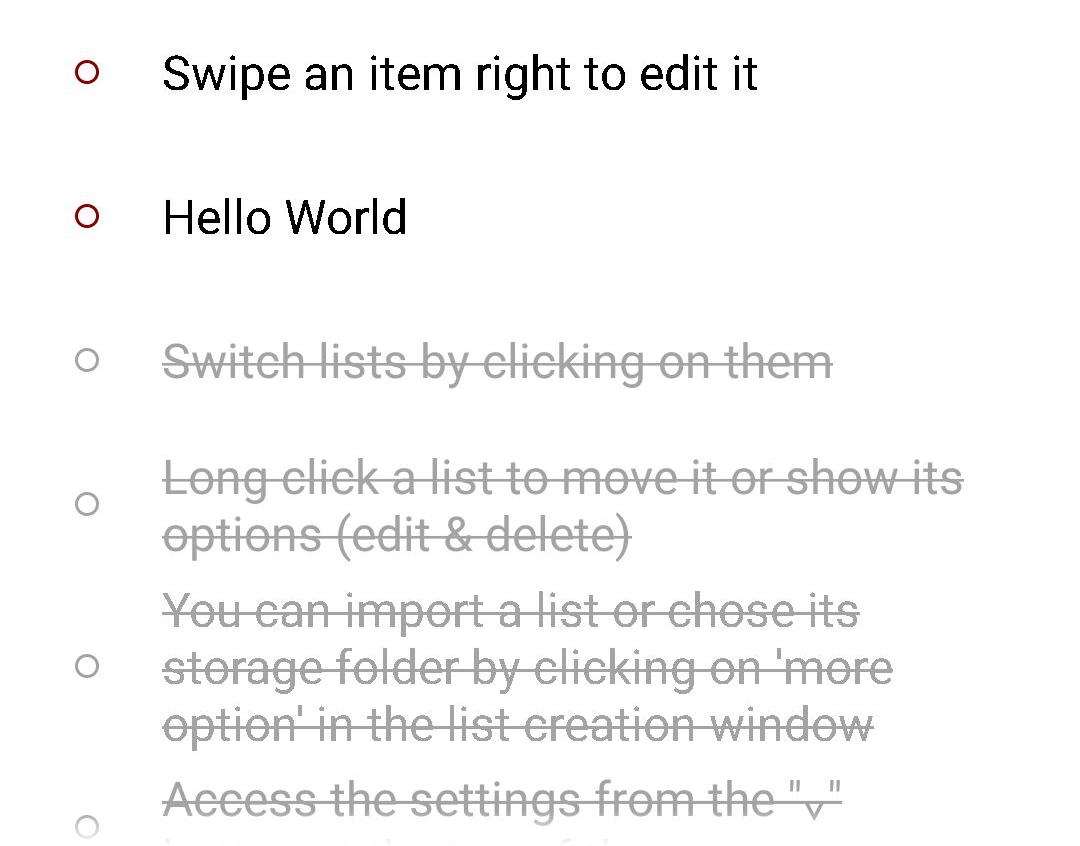 Swipe an item right to edit it
Hello World
Switch lists by clicking on them
Long click a list to move it or show its
options (edit & delete)
You can import a list or chose its
storage folder by clicking on 'more
option' in the list creation window
Access the settings from the "v"